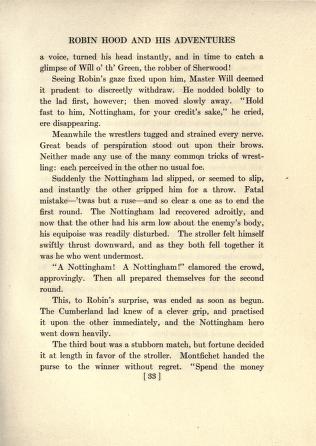 ROBIN HOOD AND HIS ADVENTURES
a voice, turned his head instantly, and in time to catch a
glimpse of Will o' th' Green, the robber of Sherwood!
Seeing Robin's gaze fixed upon him, Master Will deemed
it prudent to discreetly withdraw. He nodded boldly to
the lad first, however; then moved slowly away. "Hold
fast to him, Nottingham, for your credit's sake," he cried,
ere disappearing.
Meanwhile the wrestlers tugged and strained every nerve.
Great beads of perspiration stood out upon their brows.
Neither made any use of the many common tricks of wrest-
ling: each perceived in the other no usual foe.
Suddenly the Nottingham lad slipped, or seemed to slip,
and instantly the other gripped him for a throw. Fatal
mistake—'twas but a ruse—and so clear a one as to end the
first round. The Nottingham lad recovered adroitly, and
now that the other had his arm low about the enemy's body,
his equipoise was readily disturbed. The stroller felt himself
swiftly thrust downward, and as they both fell together it
was he who went undermost.
"A Nottingham! A Nottingham!" clamored the crowd,
approvingly. Then all prepared themselves for the second
round.
This, to Robin's surprise, was ended as soon as begun.
The Cumberland lad knew of a clever grip, and practised
it upon the other immediately, and the Nottingham hero
went down heavily.
The third bout was a stubborn match, but fortune decided
it at length in favor of the stroller. Montfichet handed the
purse to the winner without regret. "Spend the money
[ 33 ]